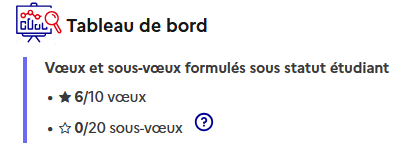 Tableau de bord
Vœux et sous-vœux formulés sous statut étudiant
• ★ 6/10 vœux
• ☆ 0/20 sous-vœux ?